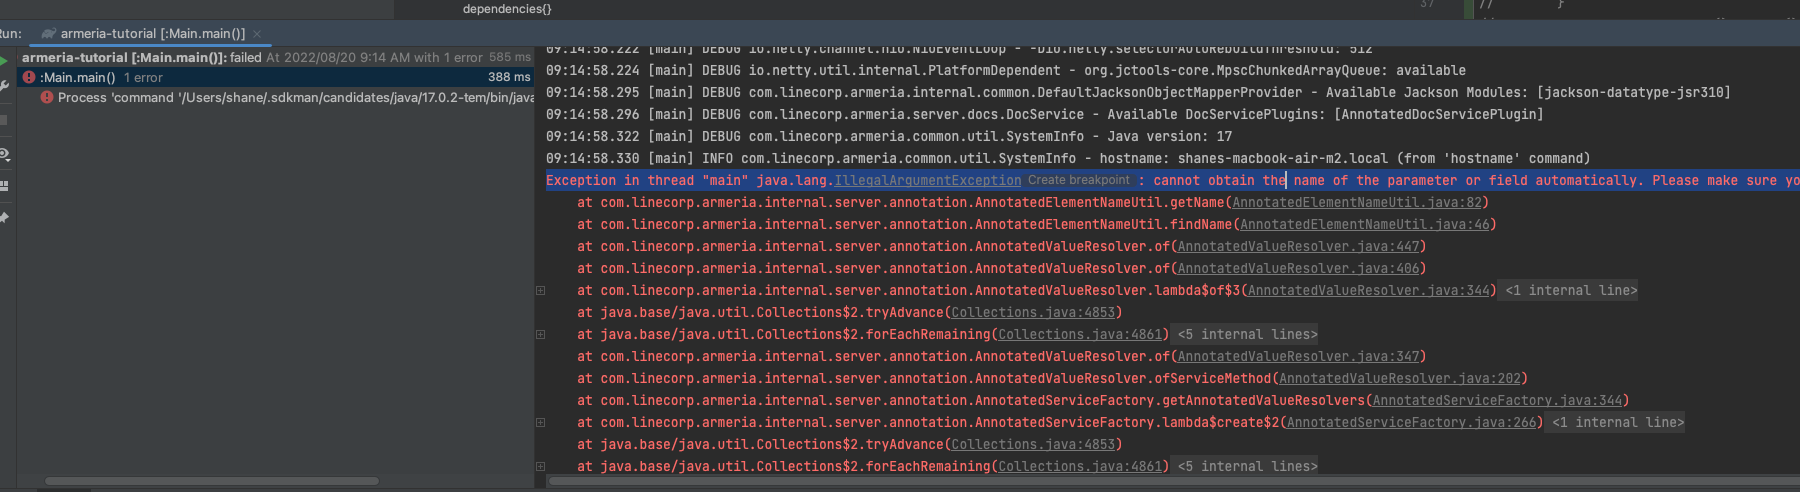 dependencies{}
37 // }
Run: armeria-tutorial [:Main.main()] ×
armeria-tutorial [:Main.main()]: failed At 2022/08/20 9:14 AM with 1 error 585 ms
:Main.main() 1 error 388 ms
Process 'command '/Users/shane/.sdkman/candidates/java/17.0.2-tem/bin/java
09:14:58.222 [main] DEBUG io.netty.channel.nio.NioEventLoop - -Dio.netty.selectorAutoRebuildThreshold: 512
09:14:58.224 [main] DEBUG io.netty.util.internal.PlatformDependent - org.jctools-core.MpscChunkedArrayQueue: available
09:14:58.295 [main] DEBUG com.linecorp.armeria.internal.common.DefaultJacksonObjectMapperProvider - Available Jackson Modules: [jackson-datatype-jsr310]
09:14:58.296 [main] DEBUG com.linecorp.armeria.server.docs.DocService - Available DocServicePlugins: [AnnotatedDocServicePlugin]
09:14:58.322 [main] DEBUG com.linecorp.armeria.common.util.SystemInfo - Java version: 17
09:14:58.330 [main] INFO com.linecorp.armeria.common.util.SystemInfo - hostname: shanes-macbook-air-m2.local (from 'hostname' command)
Exception in thread "main" java.lang.IllegalArgumentException Create breakpoint : cannot obtain the name of the parameter or field automatically. Please make sure yo
at com.linecorp.armeria.internal.server.annotation.AnnotatedElementNameUtil.getName(AnnotatedElementNameUtil.java:82)
at com.linecorp.armeria.internal.server.annotation.AnnotatedElementNameUtil.findName(AnnotatedElementNameUtil.java:46)
at com.linecorp.armeria.internal.server.annotation.AnnotatedValueResolver.of(AnnotatedValueResolver.java:447)
at com.linecorp.armeria.internal.server.annotation.AnnotatedValueResolver.of(AnnotatedValueResolver.java:406)
at com.linecorp.armeria.internal.server.annotation.AnnotatedValueResolver.lambda$of$3(AnnotatedValueResolver.java:344) <1 internal line>
at java.base/java.util.Collections$2.tryAdvance(Collections.java:4853)
at java.base/java.util.Collections$2.forEachRemaining(Collections.java:4861) <5 internal lines>
at com.linecorp.armeria.internal.server.annotation.AnnotatedValueResolver.of(AnnotatedValueResolver.java:347)
at com.linecorp.armeria.internal.server.annotation.AnnotatedValueResolver.ofServiceMethod(AnnotatedValueResolver.java:202)
at com.linecorp.armeria.internal.server.annotation.AnnotatedServiceFactory.getAnnotatedValueResolvers(AnnotatedServiceFactory.java:344)
at com.linecorp.armeria.internal.server.annotation.AnnotatedServiceFactory.lambda$create$2(AnnotatedServiceFactory.java:266) <1 internal line>
at java.base/java.util.Collections$2.tryAdvance(Collections.java:4853)
at java.base/java.util.Collections$2.forEachRemaining(Collections.java:4861) <5 internal lines>